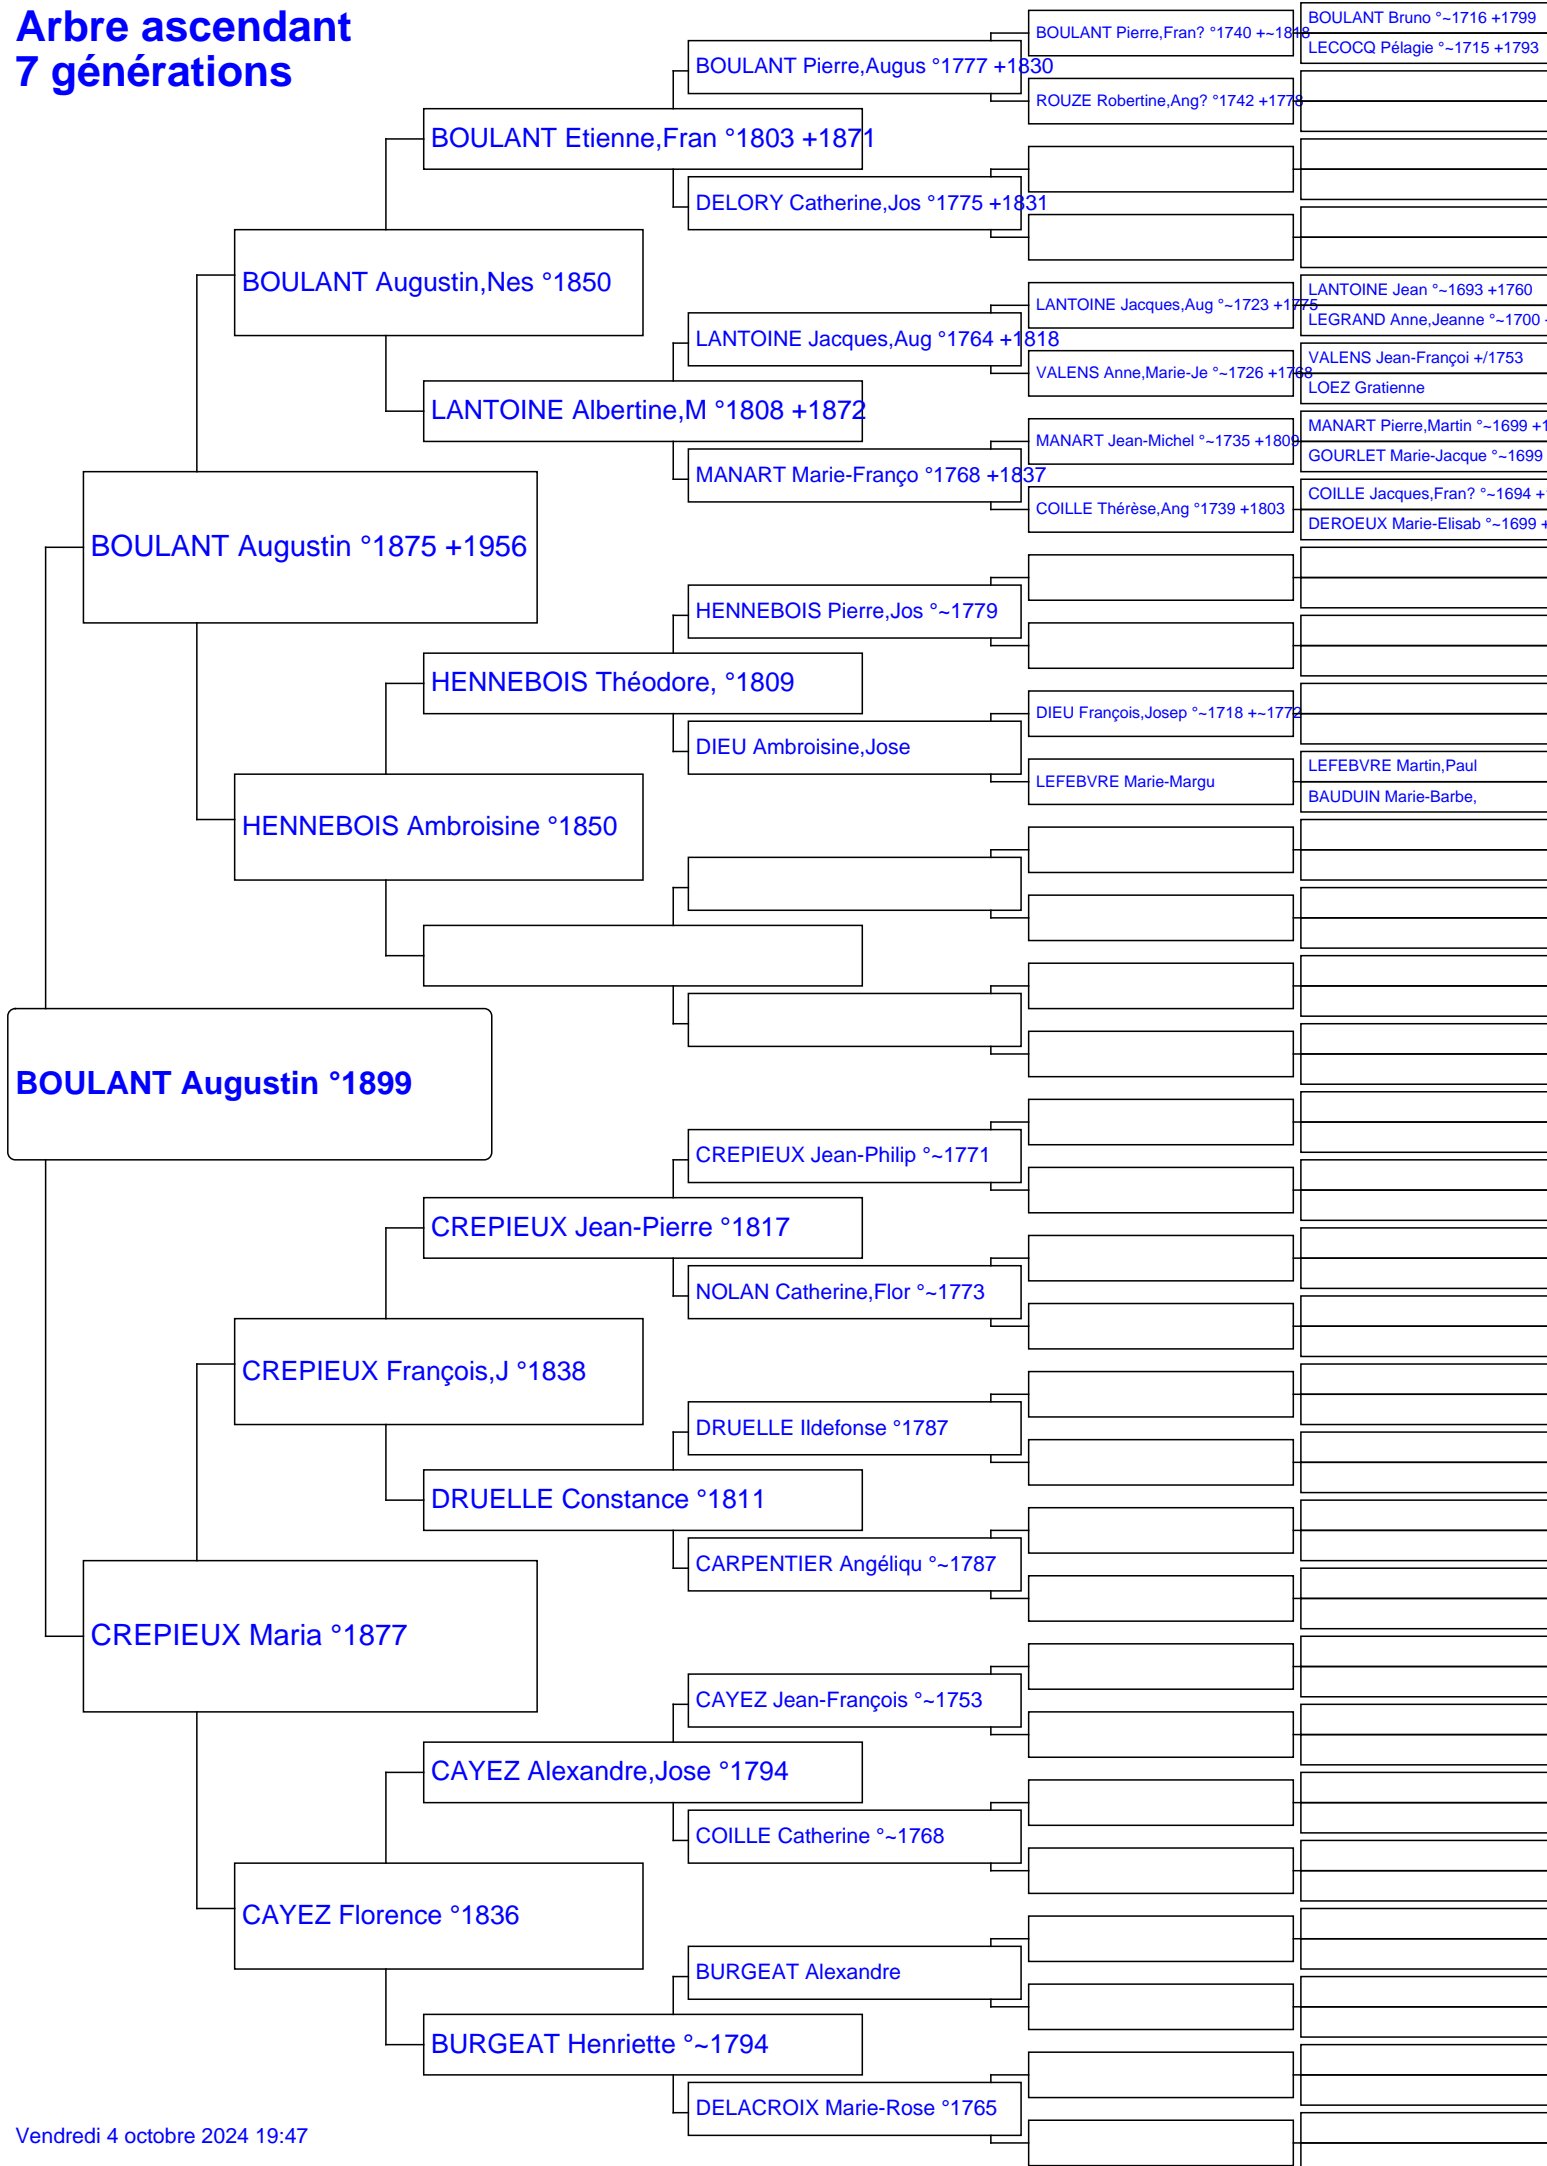 Arbre ascendant
7 générations
BOULANT Augustin °1899
BOULANT Augustin °1875 +1956
CREPIEUX Maria °1877
BOULANT Augustin,Nes °1850
HENNEBOIS Ambroisine °1850
CREPIEUX François,J °1838
CAYEZ Florence °1836
BOULANT Etienne,Fran °1803 +1871
LANTOINE Albertine,M °1808 +1872
HENNEBOIS Théodore, °1809
CREPIEUX Jean-Pierre °1817
DRUELLE Constance °1811
CAYEZ Alexandre,Jose °1794
BURGEAT Henriette °~1794
BOULANT Pierre,Augus °1777 +1830
DELORY Catherine,Jos °1775 +1831
LANTOINE Jacques,Aug °1764 +1818
MANART Marie-Franço °1768 +1837
HENNEBOIS Pierre,Jos °~1779
DIEU Ambroisine,Jose
CREPIEUX Jean-Philip °~1771
NOLAN Catherine,Flor °~1773
DRUELLE Ildefonse °1787
CARPENTIER Angéliqu °~1787
CAYEZ Jean-François °~1753
COILLE Catherine °~1768
BURGEAT Alexandre
DELACROIX Marie-Rose °1765
BOULANT Pierre,Fran? °1740 +~1818
ROUZE Robertine,Ang? °1742 +1778
LANTOINE Jacques,Aug °~1723 +1775
VALENS Anne,Marie-Je °~1726 +1768
MANART Jean-Michel °~1735 +1809
COILLE Thérèse,Ang °1739 +1803
DIEU François,Josep °~1718 +~1772
LEFEBVRE Marie-Margu
BOULANT Bruno °~1716 +1799
LECOCQ Pélagie °~1715 +1793
LANTOINE Jean °~1693 +1760
LEGRAND Anne,Jeanne °~1700
VALENS Jean-Françoi +/1753
LOEZ Gratienne
MANART Pierre,Martin °~1699
GOURLET Marie-Jacque °~1699
COILLE Jacques,Fran? °~1694
DEROEUX Marie-Elisab °~1699
LEFEBVRE Martin,Paul
BAUDUIN Marie-Barbe,
Vendredi 4 octobre 2024 19:47